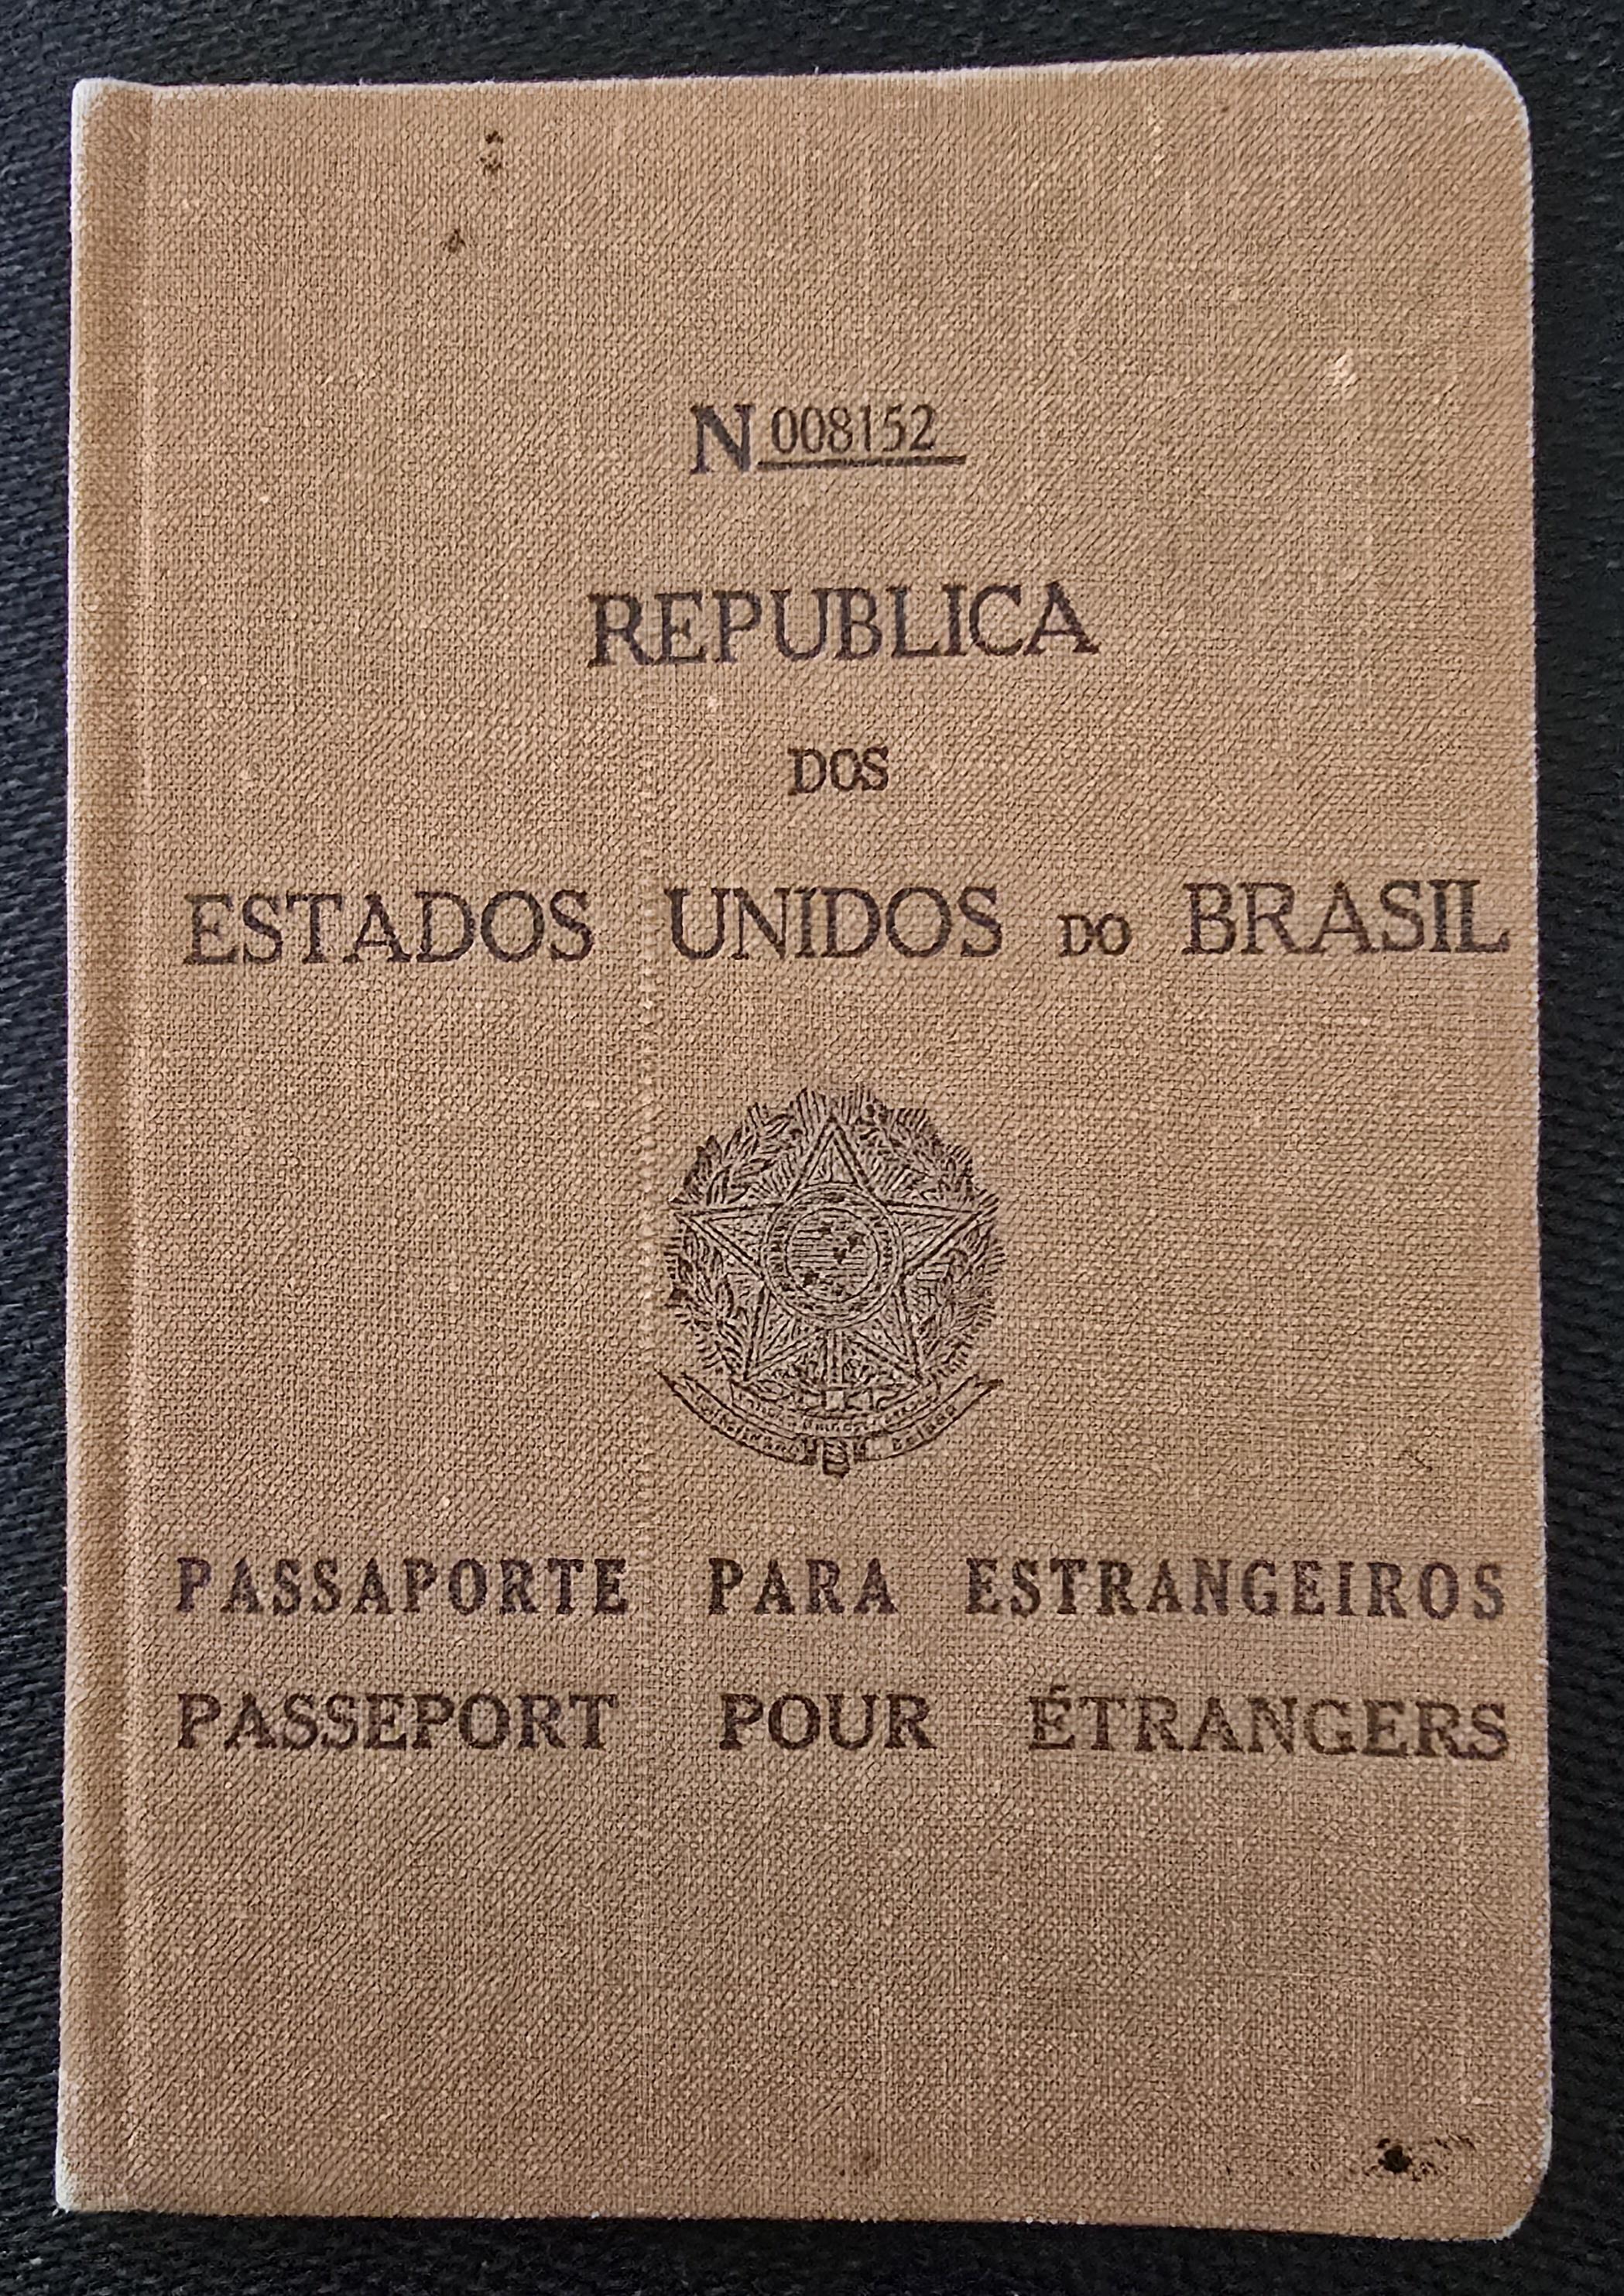 N 008152
REPUBLICA
DOS
ESTADOS UNIDOS DO BRASIL
PASSAPORTE PARA ESTRANGEIROS
PASSEPORT POUR ÉTRANGERS